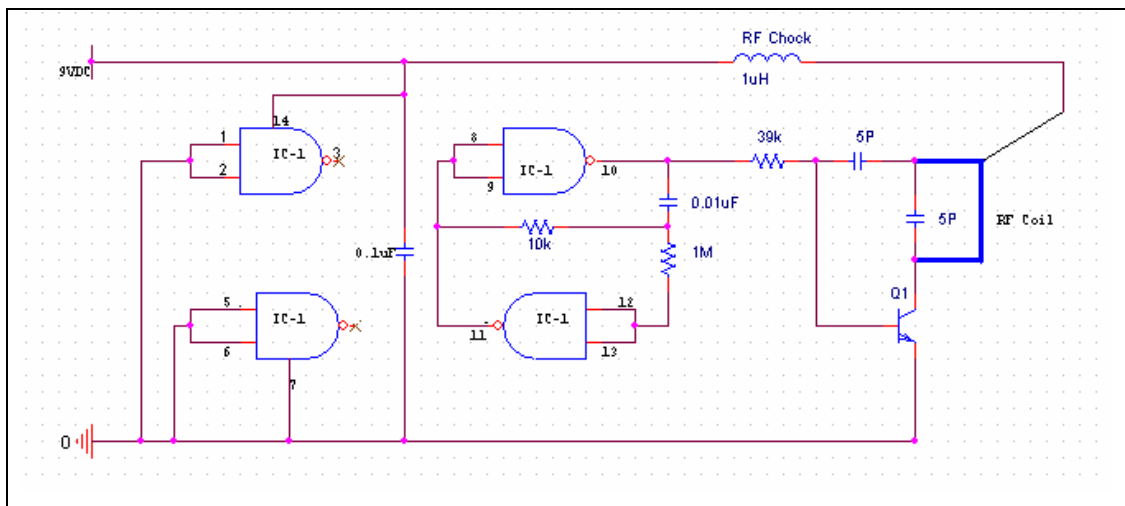 RF Chock
9VDC
1uH
14
1
2
IC-1
3
8
9
IC-1
10
39k
5P
0.01uF
5P
RF Coil
10k
1M
0.1uF
Q1
5
6
IC-1
7
11
IC-1
12
13
0